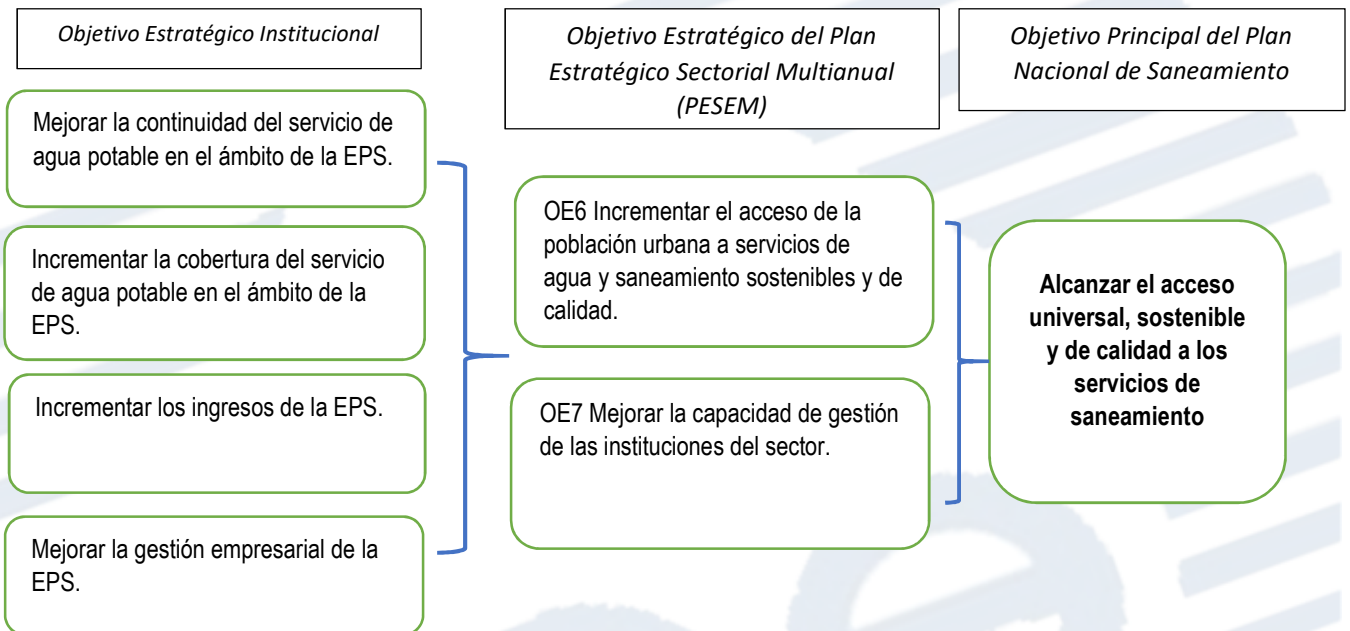 Objetivo Estratégico Institucional
Mejorar la continuidad del servicio de
agua potable en el ámbito de la EPS.
Incrementar la cobertura del servicio
de agua potable en el ámbito de la
EPS.
Incrementar los ingresos de la EPS.
Mejorar la gestión empresarial de la
EPS.
Objetivo Estratégico del Plan
Estratégico Sectorial Multianual
(PESEM)
OE6 Incrementar el acceso de la
población urbana a servicios de
agua y saneamiento sostenibles y de
calidad.
OE7 Mejorar la capacidad de gestión
de las instituciones del sector.
Objetivo Principal del Plan
Nacional de Saneamiento
Alcanzar el acceso
universal, sostenible
y de calidad a los
servicios de
saneamiento